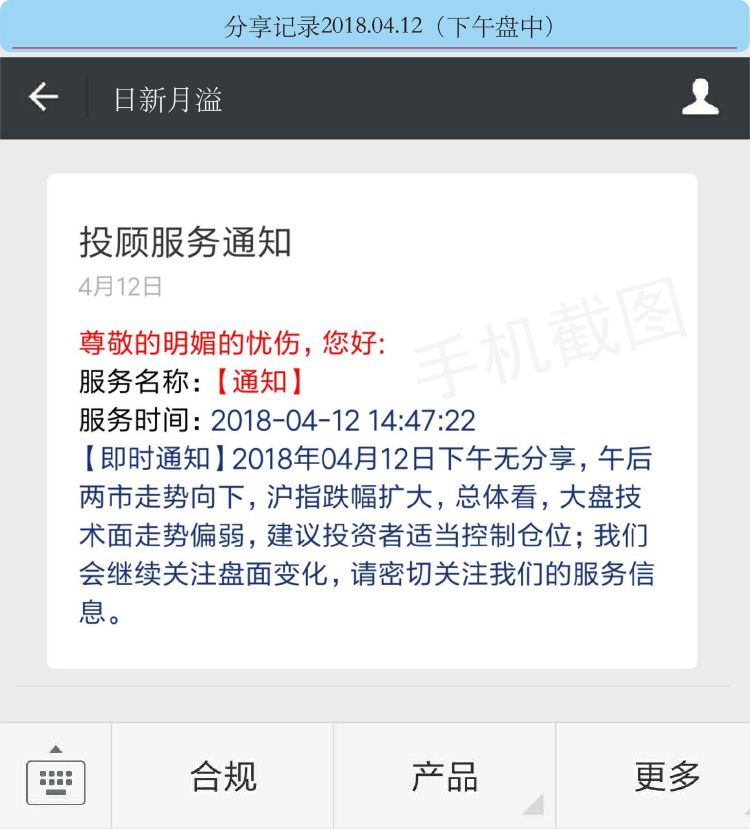 分享记录2018.04.12（下午盘中）
日新月溢
投顾服务通知
4月12日
手机截图
尊敬的明媚的忧伤，您好:
服务名称：【通知】
服务时间: 2018-04-12 14:47:22
【即时通知】2018年04月12日下午无分享，午后
两市走势向下，沪指跌幅扩大，总体看，大盘技
术面走势偏弱，建议投资者适当控制仓位；我们
会继续关注盘面变化，请密切关注我们的服务信
息。
合规
产品
更多